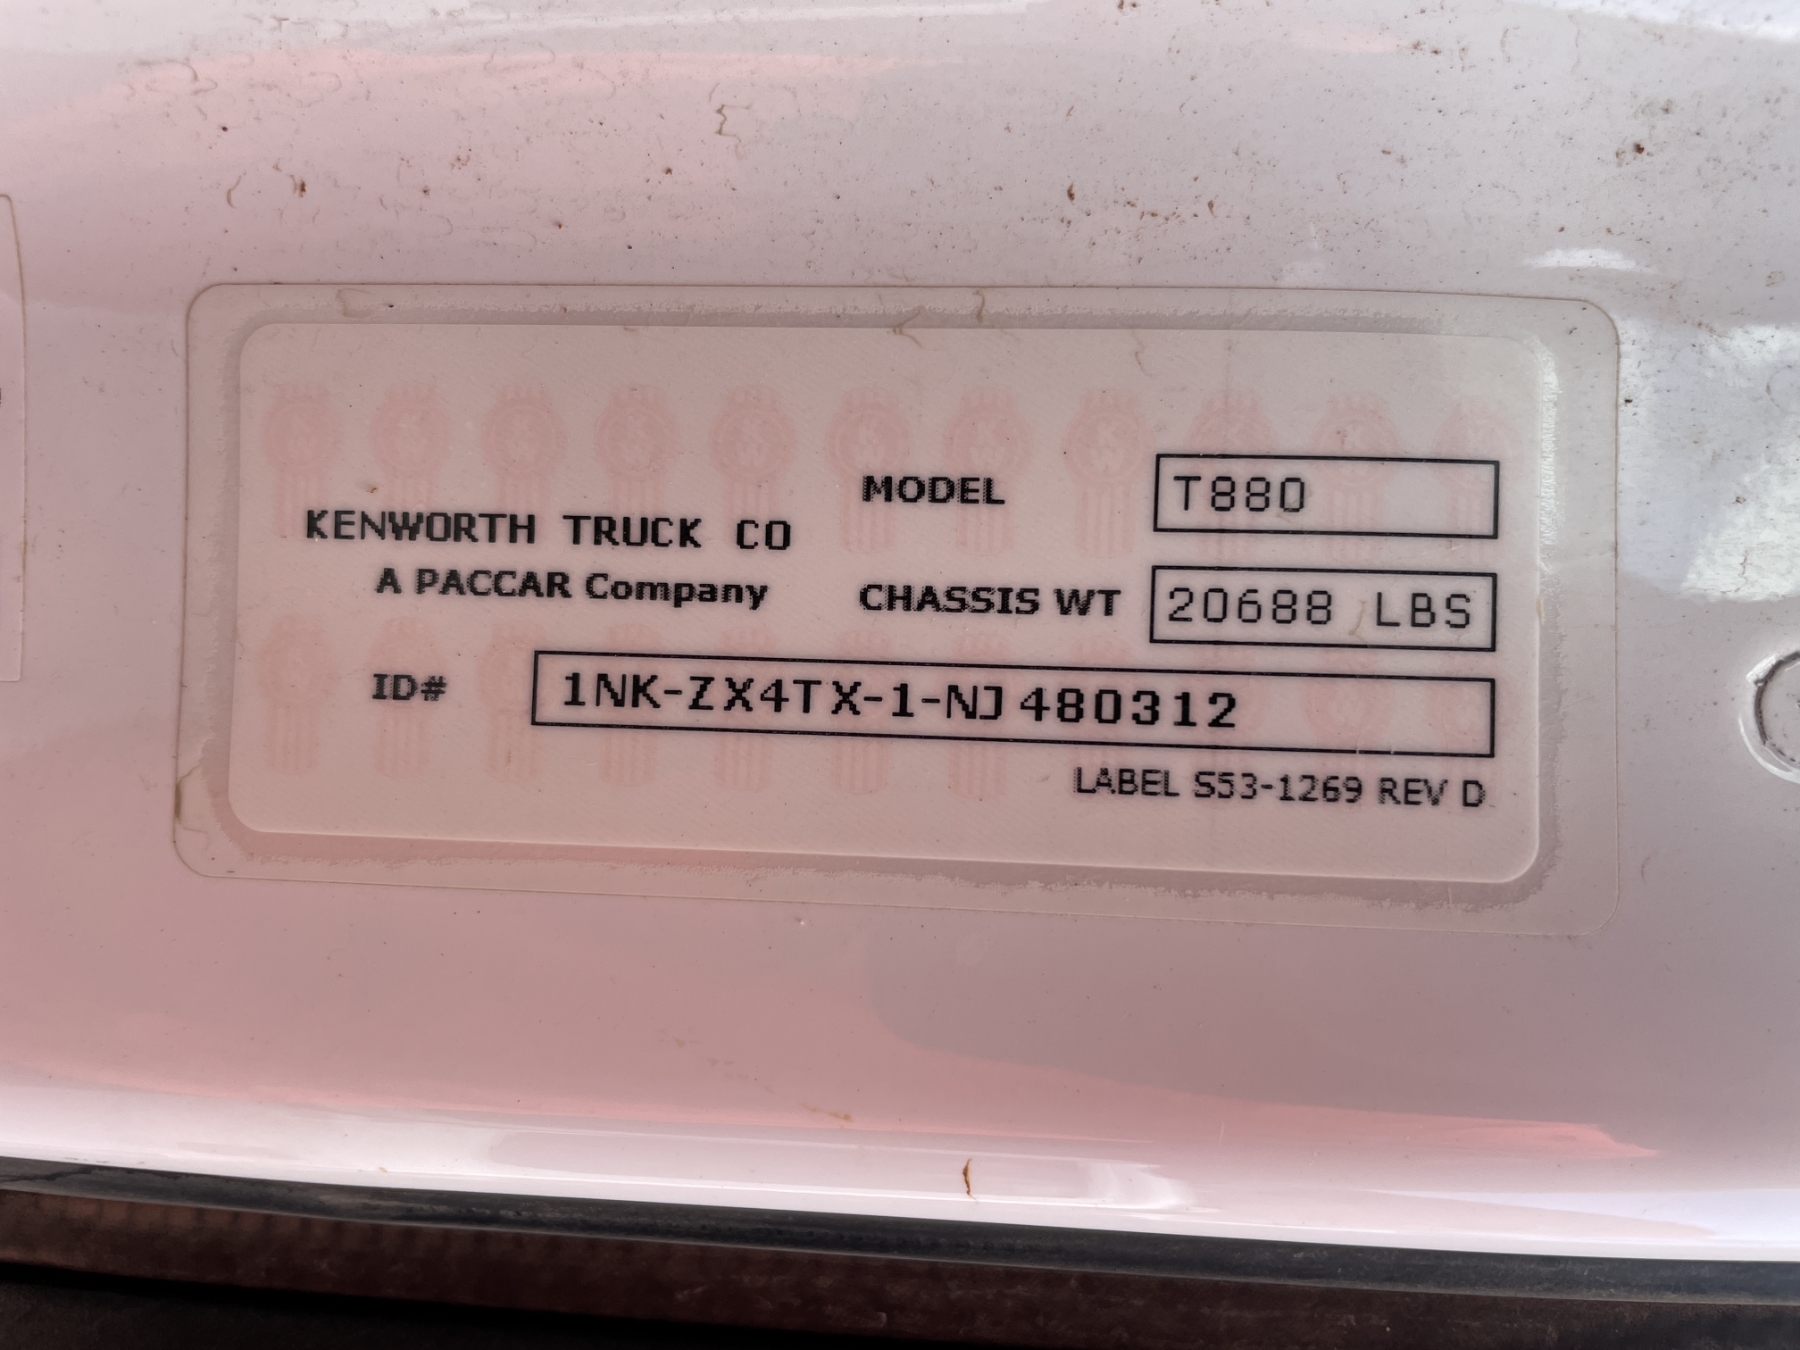 KENWORTH TRUCK CO
A PACCAR Company
MODEL T880
CHASSIS WT 20688 LBS
ID# 1NK-ZX4TX-1-NJ480312
LABEL S53-1269 REV D